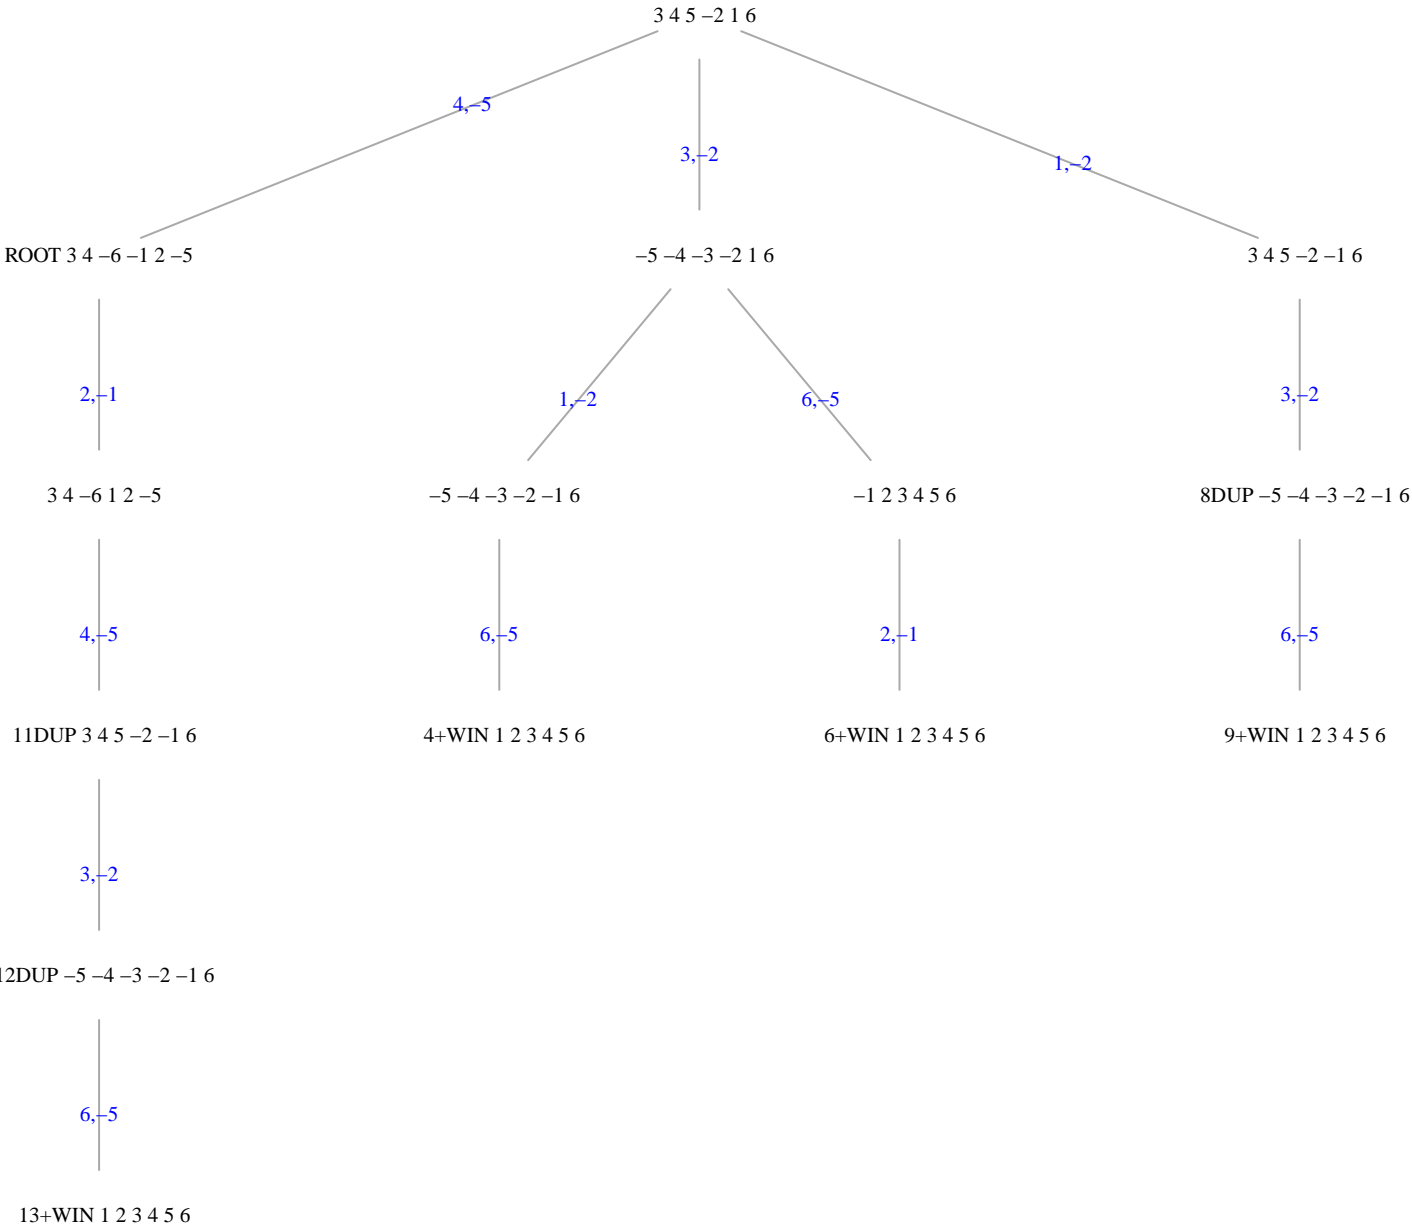 3 4 5 –2 1 6
4,–5
3,–2
1,–2
ROOT 3 4 –6 –1 2 –5
–5 –4 –3 –2 1 6
3 4 5 –2 –1 6
2,–1
1,–2
6,–5
3,–2
3 4 –6 1 2 –5
–5 –4 –3 –2 –1 6
–1 2 3 4 5 6
8DUP –5 –4 –3 –2 –1 6
4,–5
6,–5
2,–1
6,–5
11DUP 3 4 5 –2 –1 6
4+WIN 1 2 3 4 5 6
6+WIN 1 2 3 4 5 6
9+WIN 1 2 3 4 5 6
3,–2
12DUP –5 –4 –3 –2 –1 6
6,–5
13+WIN 1 2 3 4 5 6